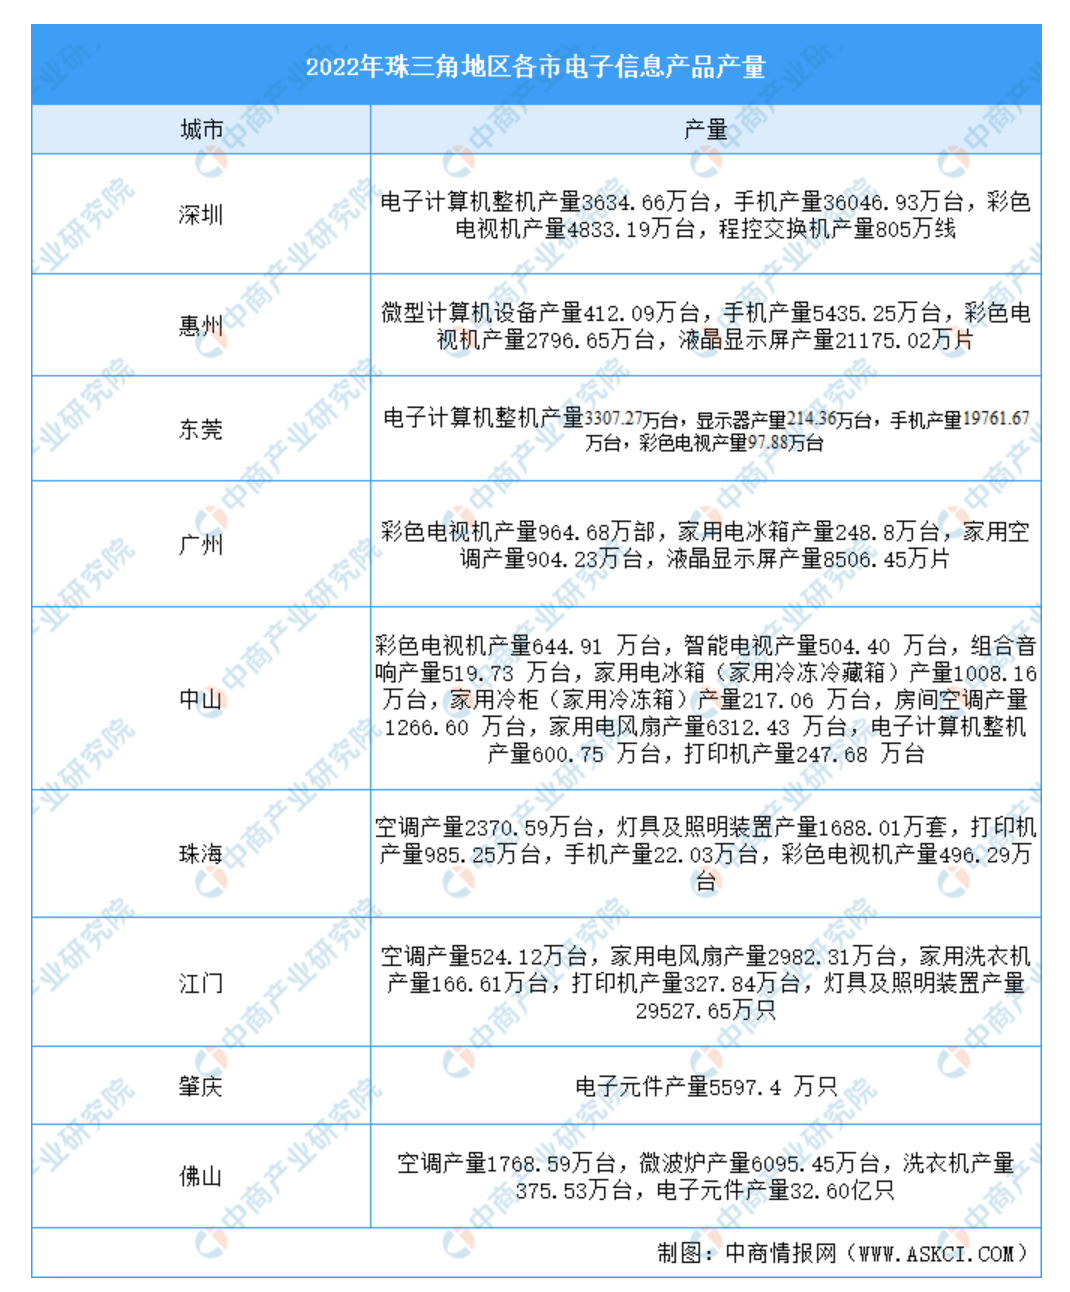 2022年珠三角地区各市电子信息产品产量
城市
产量
深圳
电子计算机整机产量3634.66万台，手机产量36046.93万台，彩色
电视机产量4833.19万台，程控交换机产量805万线
惠州
微型计算机设备产量412.09万台，手机产量5435.25万台，彩色电
视机产量2796.65万台，液晶显示屏产量21175.02万片
东莞
电子计算机整机产量3307.27万台，显示器产量214.36万台，手机产量19761.67
万台，彩色电视产量97.88万台
广州
彩色电视机产量964.68万部，家用电冰箱产量248.8万台，家用空
调产量904.23万台，液晶显示屏产量8506.45万片
中山
彩色电视机产量644.91 万台，智能电视产量504.40 万台，组合音
响产量519.73 万台，家用电冰箱（家用冷冻冷藏箱）产量1008.16
万台，家用冷柜（家用冷冻箱）产量217.06 万台，房间空调产量
1266.60 万台，家用电风扇产量6312.43 万台，电子计算机整机
产量600.75 万台，打印机产量247.68 万台
珠海
空调产量2370.59万台，灯具及照明装置产量1688.01万套，打印机
产量985.25万台，手机产量22.03万台，彩色电视机产量496.29万
台
江门
空调产量524.12万台，家用电风扇产量2982.31万台，家用洗衣机
产量166.61万台，打印机产量327.84万台，灯具及照明装置产量
29527.65万只
肇庆
电子元件产量5597.4 万只
佛山
空调产量1768.59万台，微波炉产量6095.45万台，洗衣机产量
375.53万台，电子元件产量32.60亿只
制图：中商情报网（WWW.ASKCI.COM）